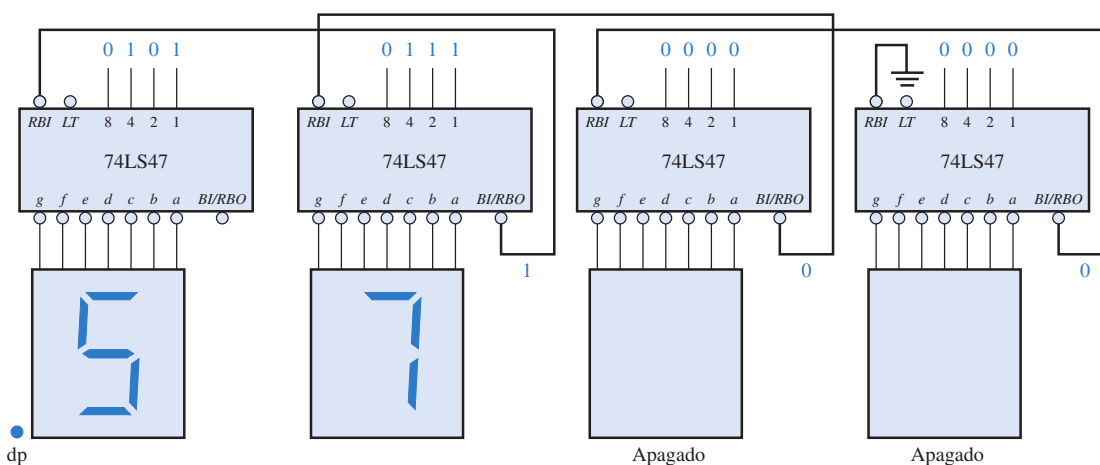 0 1 0 1 0 1 1 1 0 0 0 0 0 0 0 0
RBI LT 8 4 2 1 RBI LT 8 4 2 1 RBI LT 8 4 2 1 RBI LT 8 4 2 1
74LS47 74LS47 74LS47 74LS47
g f e d c b a BI/RBO g f e d c b a BI/RBO g f e d c b a BI/RBO g f e d c b a BI/RBO
1 0 0
5 7
dp Apagado Apagado